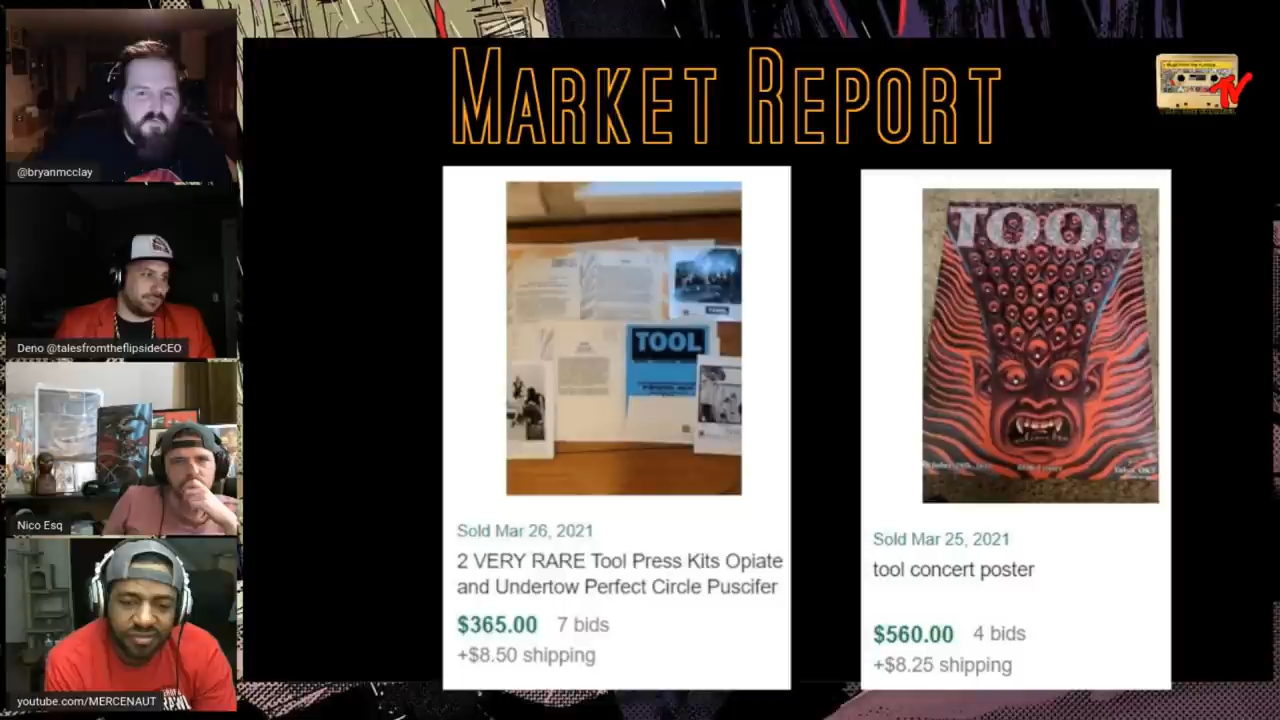 MARKET REPORT
TV
@bryanmcclay
Deno @talesfromtheflipsideCEO
Nico Esq
youtube.com/MERCENAUT
TOOL
Sold Mar 26, 2021
2 VERY RARE Tool Press Kits Opiate
and Undertow Perfect Circle Puscifer
$365.00 7 bids
+$8.50 shipping
TOOL
Sold Mar 25, 2021
tool concert poster
$560.00 4 bids
+$8.25 shipping